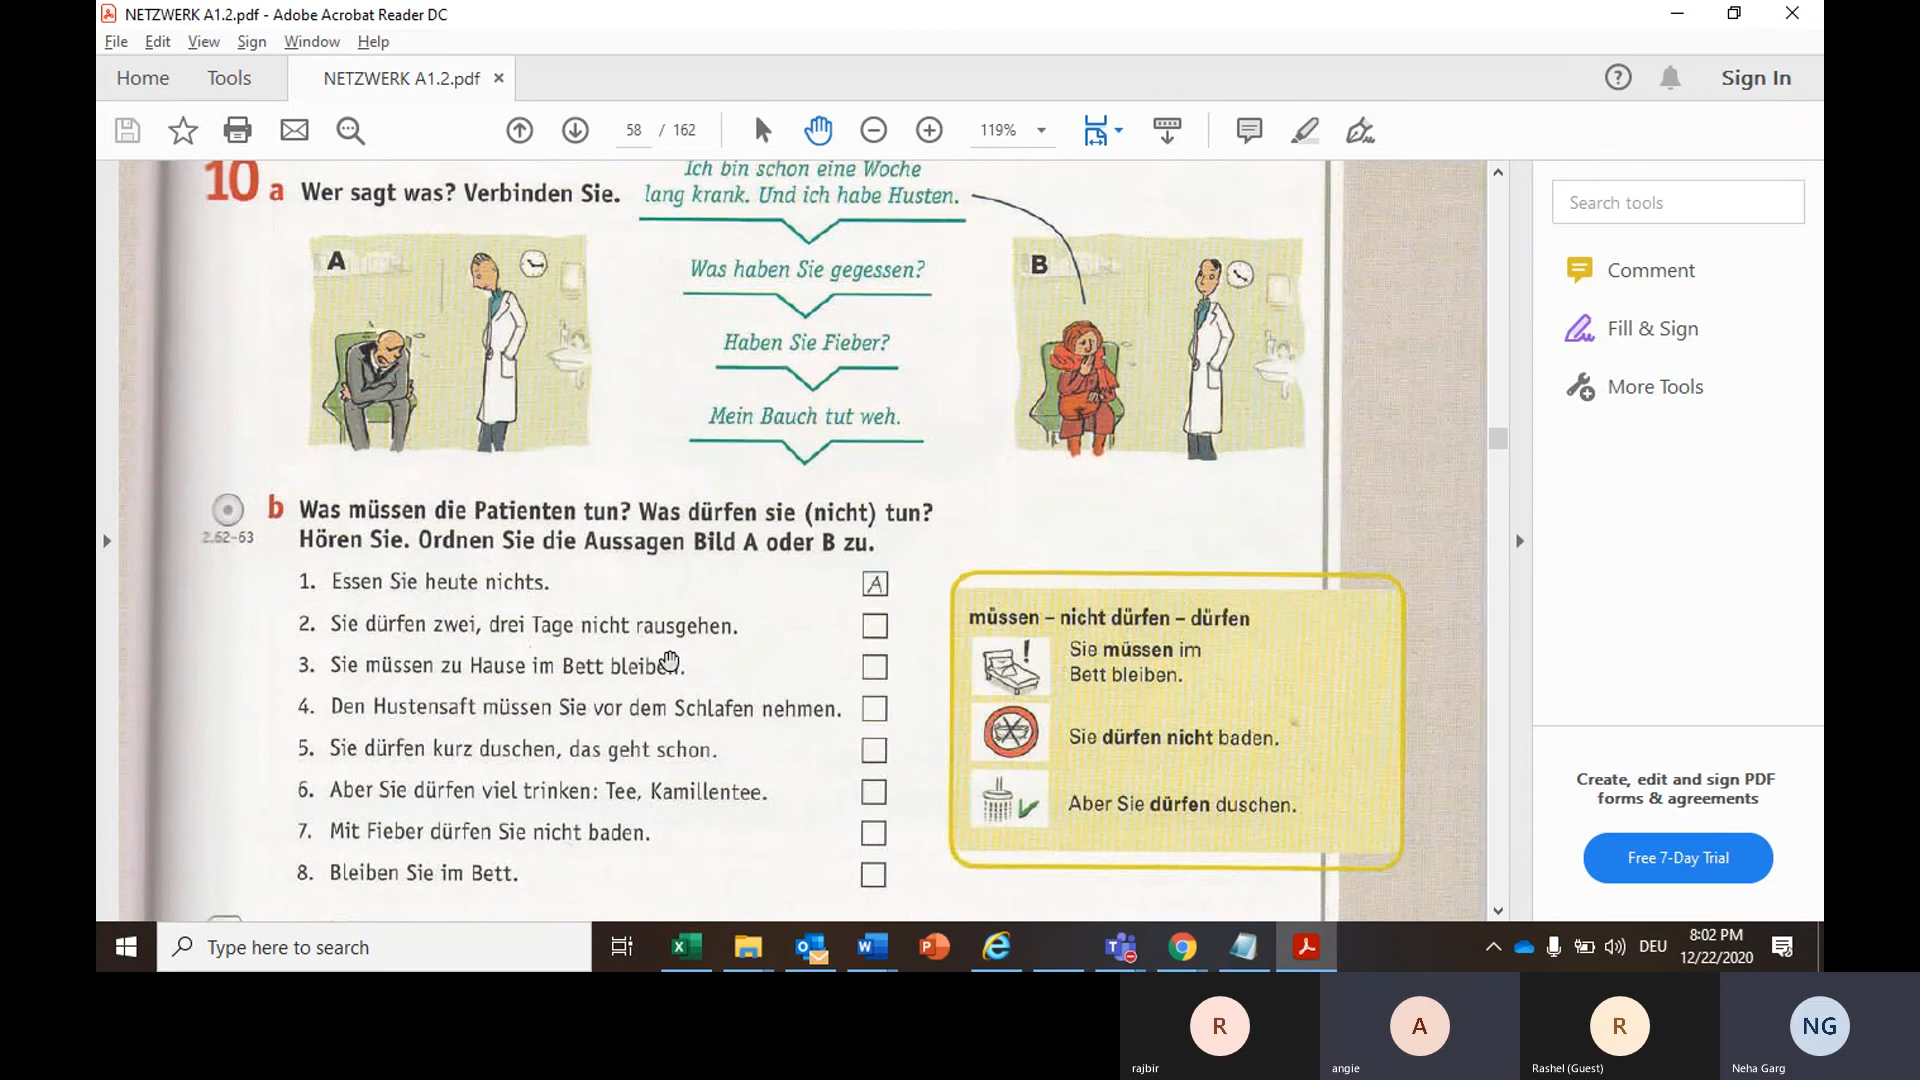 NETZWERK A1.2.pdf - Adobe Acrobat Reader DC
File Edit View Sign Window Help
Home Tools NETZWERK A1.2.pdf × Sign In
58 / 162 119%
10 a Wer sagt was? Verbinden Sie.
Ich bin schon eine Woche
lang krank. Und ich habe Husten.
A
Was haben Sie gegessen?
B
Haben Sie Fieber?
Mein Bauch tut weh.
2.62-63
b Was müssen die Patienten tun? Was dürfen sie (nicht) tun?
Hören Sie. Ordnen Sie die Aussagen Bild A oder B zu.
1. Essen Sie heute nichts. A
2. Sie dürfen zwei, drei Tage nicht rausgehen.
3. Sie müssen zu Hause im Bett bleiben.
4. Den Hustensaft müssen Sie vor dem Schlafen nehmen.
5. Sie dürfen kurz duschen, das geht schon.
6. Aber Sie dürfen viel trinken: Tee, Kamillentee.
7. Mit Fieber dürfen Sie nicht baden.
8. Bleiben Sie im Bett.
müssen – nicht dürfen – dürfen
Sie müssen im
Bett bleiben.
Sie dürfen nicht baden.
Aber Sie dürfen duschen.
Search tools
Comment
Fill & Sign
More Tools
Create, edit and sign PDF
forms & agreements
Free 7-Day Trial
Type here to search
DEU
8:02 PM
12/22/2020
R
rajbir
A
angie
R
Rashel (Guest)
NG
Neha Garg